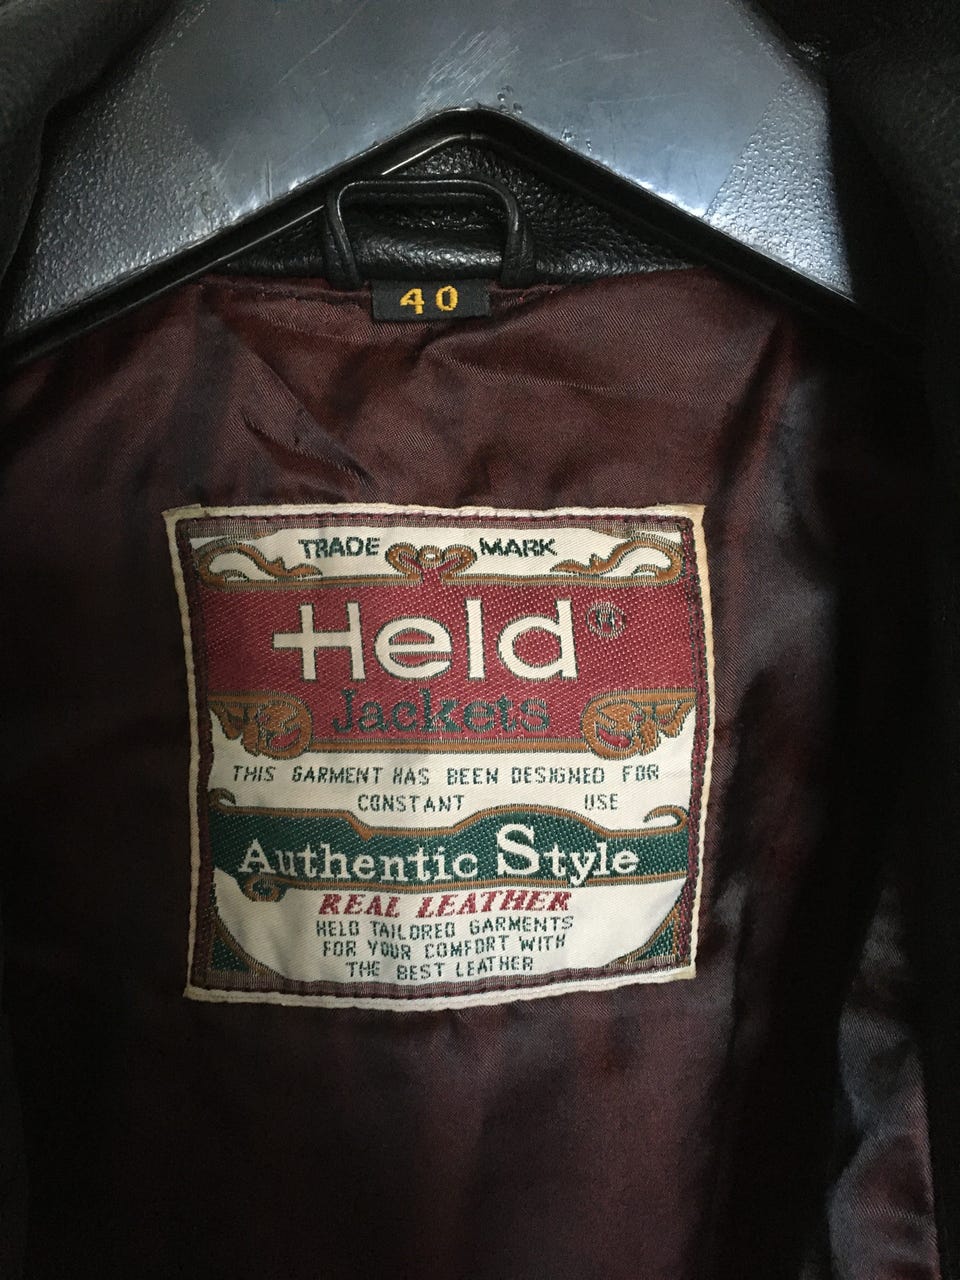 40
TRADE MARK
Held ®
Jackets
THIS GARMENT HAS BEEN DESIGNED FOR
CONSTANT USE
Authentic Style
REAL LEATHER
HELD TAILORED GARMENTS
FOR YOUR COMFORT WITH
THE BEST LEATHER